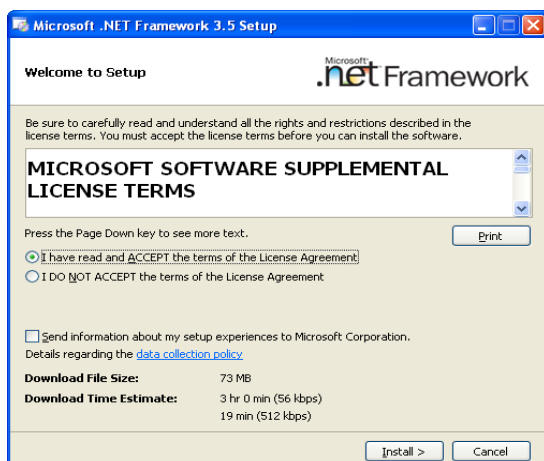 Microsoft .NET Framework 3.5 Setup
Welcome to Setup
Microsoft
.net Framework
Be sure to carefully read and understand all the rights and restrictions described in the
license terms. You must accept the license terms before you can install the software.
MICROSOFT SOFTWARE SUPPLEMENTAL
LICENSE TERMS
Press the Page Down key to see more text.
Print
I have read and ACCEPT the terms of the License Agreement
I DO NOT ACCEPT the terms of the License Agreement
Send information about my setup experiences to Microsoft Corporation.
Details regarding the data collection policy
Download File Size: 73 MB
Download Time Estimate: 3 hr 0 min (56 kbps)
19 min (512 kbps)
Install > Cancel